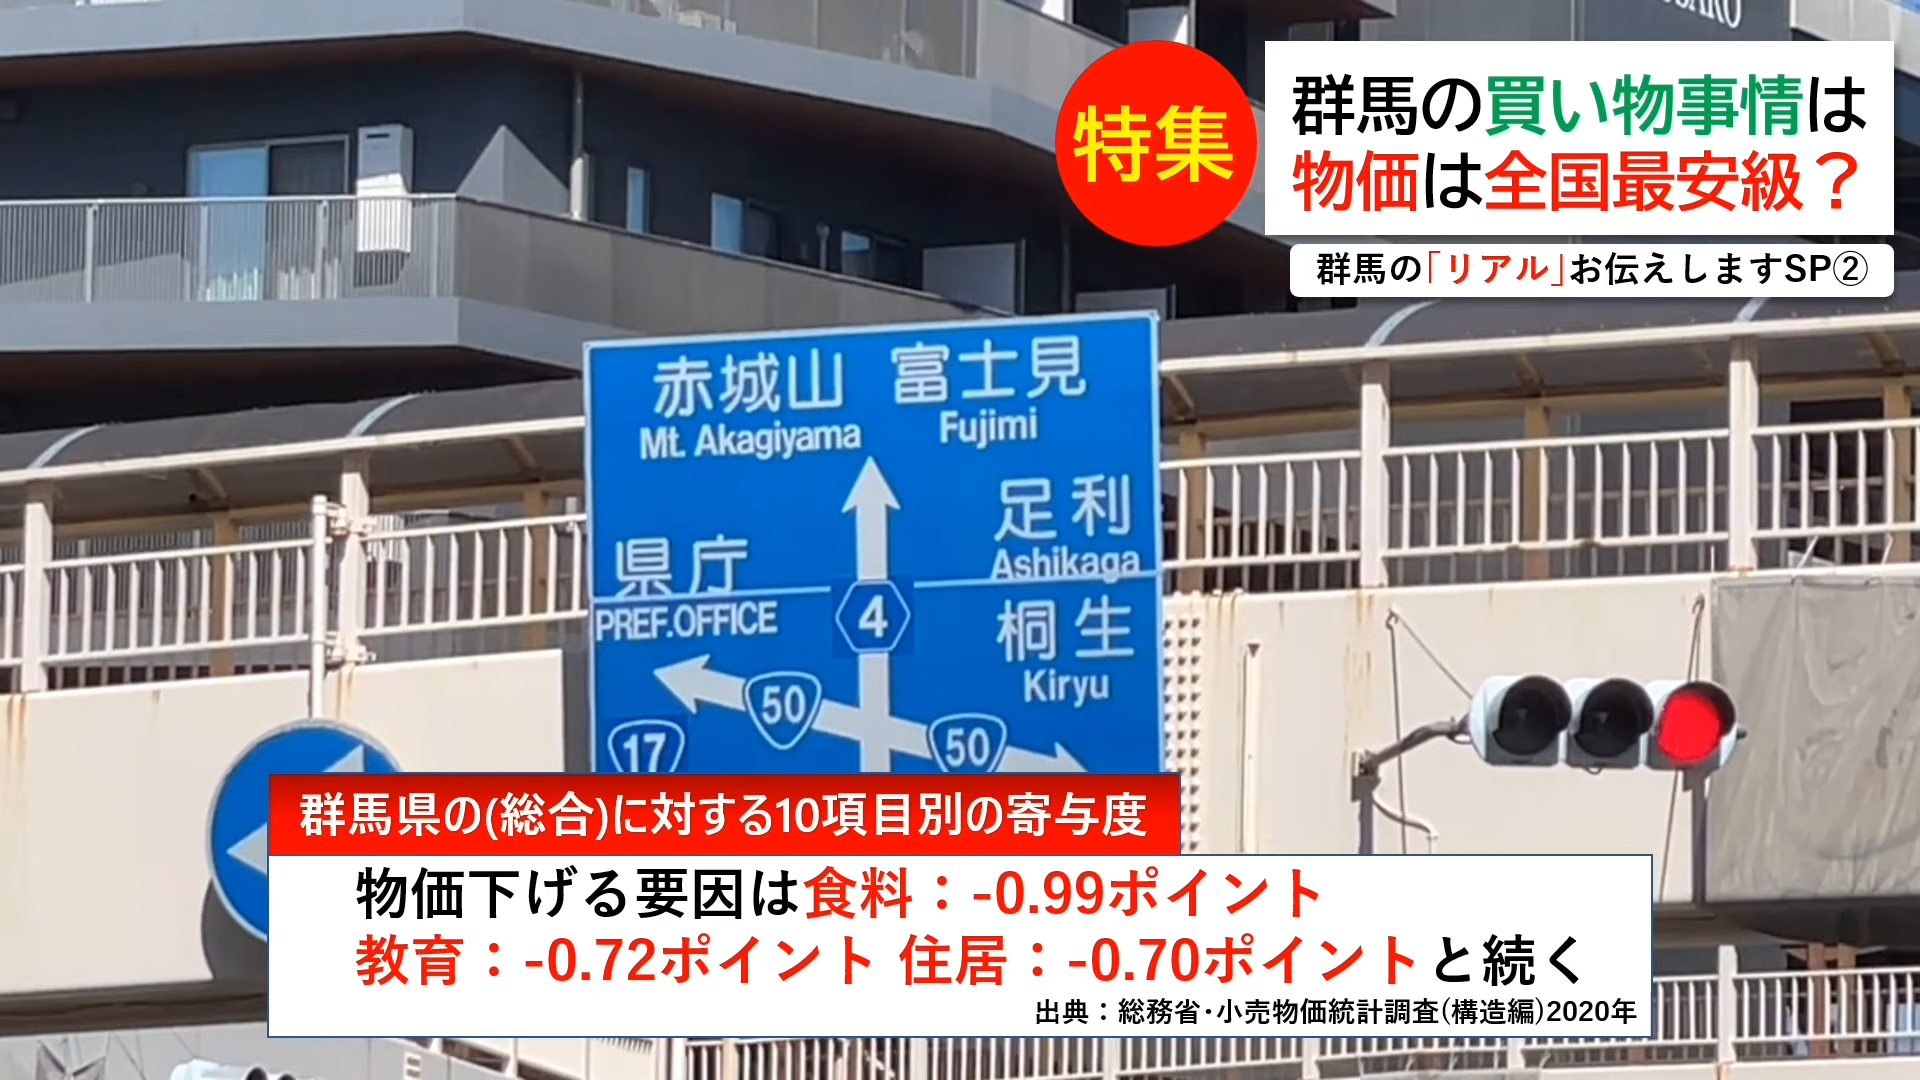 特集
群馬の買い物事情は
物価は全国最安級？
群馬の「リアル」お伝えしますSP②
赤城山 富士見
Mt. Akagiyama Fujimi
足利
Ashikaga
県庁
PREF.OFFICE
4
桐生
Kiryu
50
50
17
群馬県の(総合)に対する10項目別の寄与度
物価下げる要因は食料：-0.99ポイント
教育：-0.72ポイント 住居：-0.70ポイントと続く
出典：総務省･小売物価統計調査(構造編)2020年